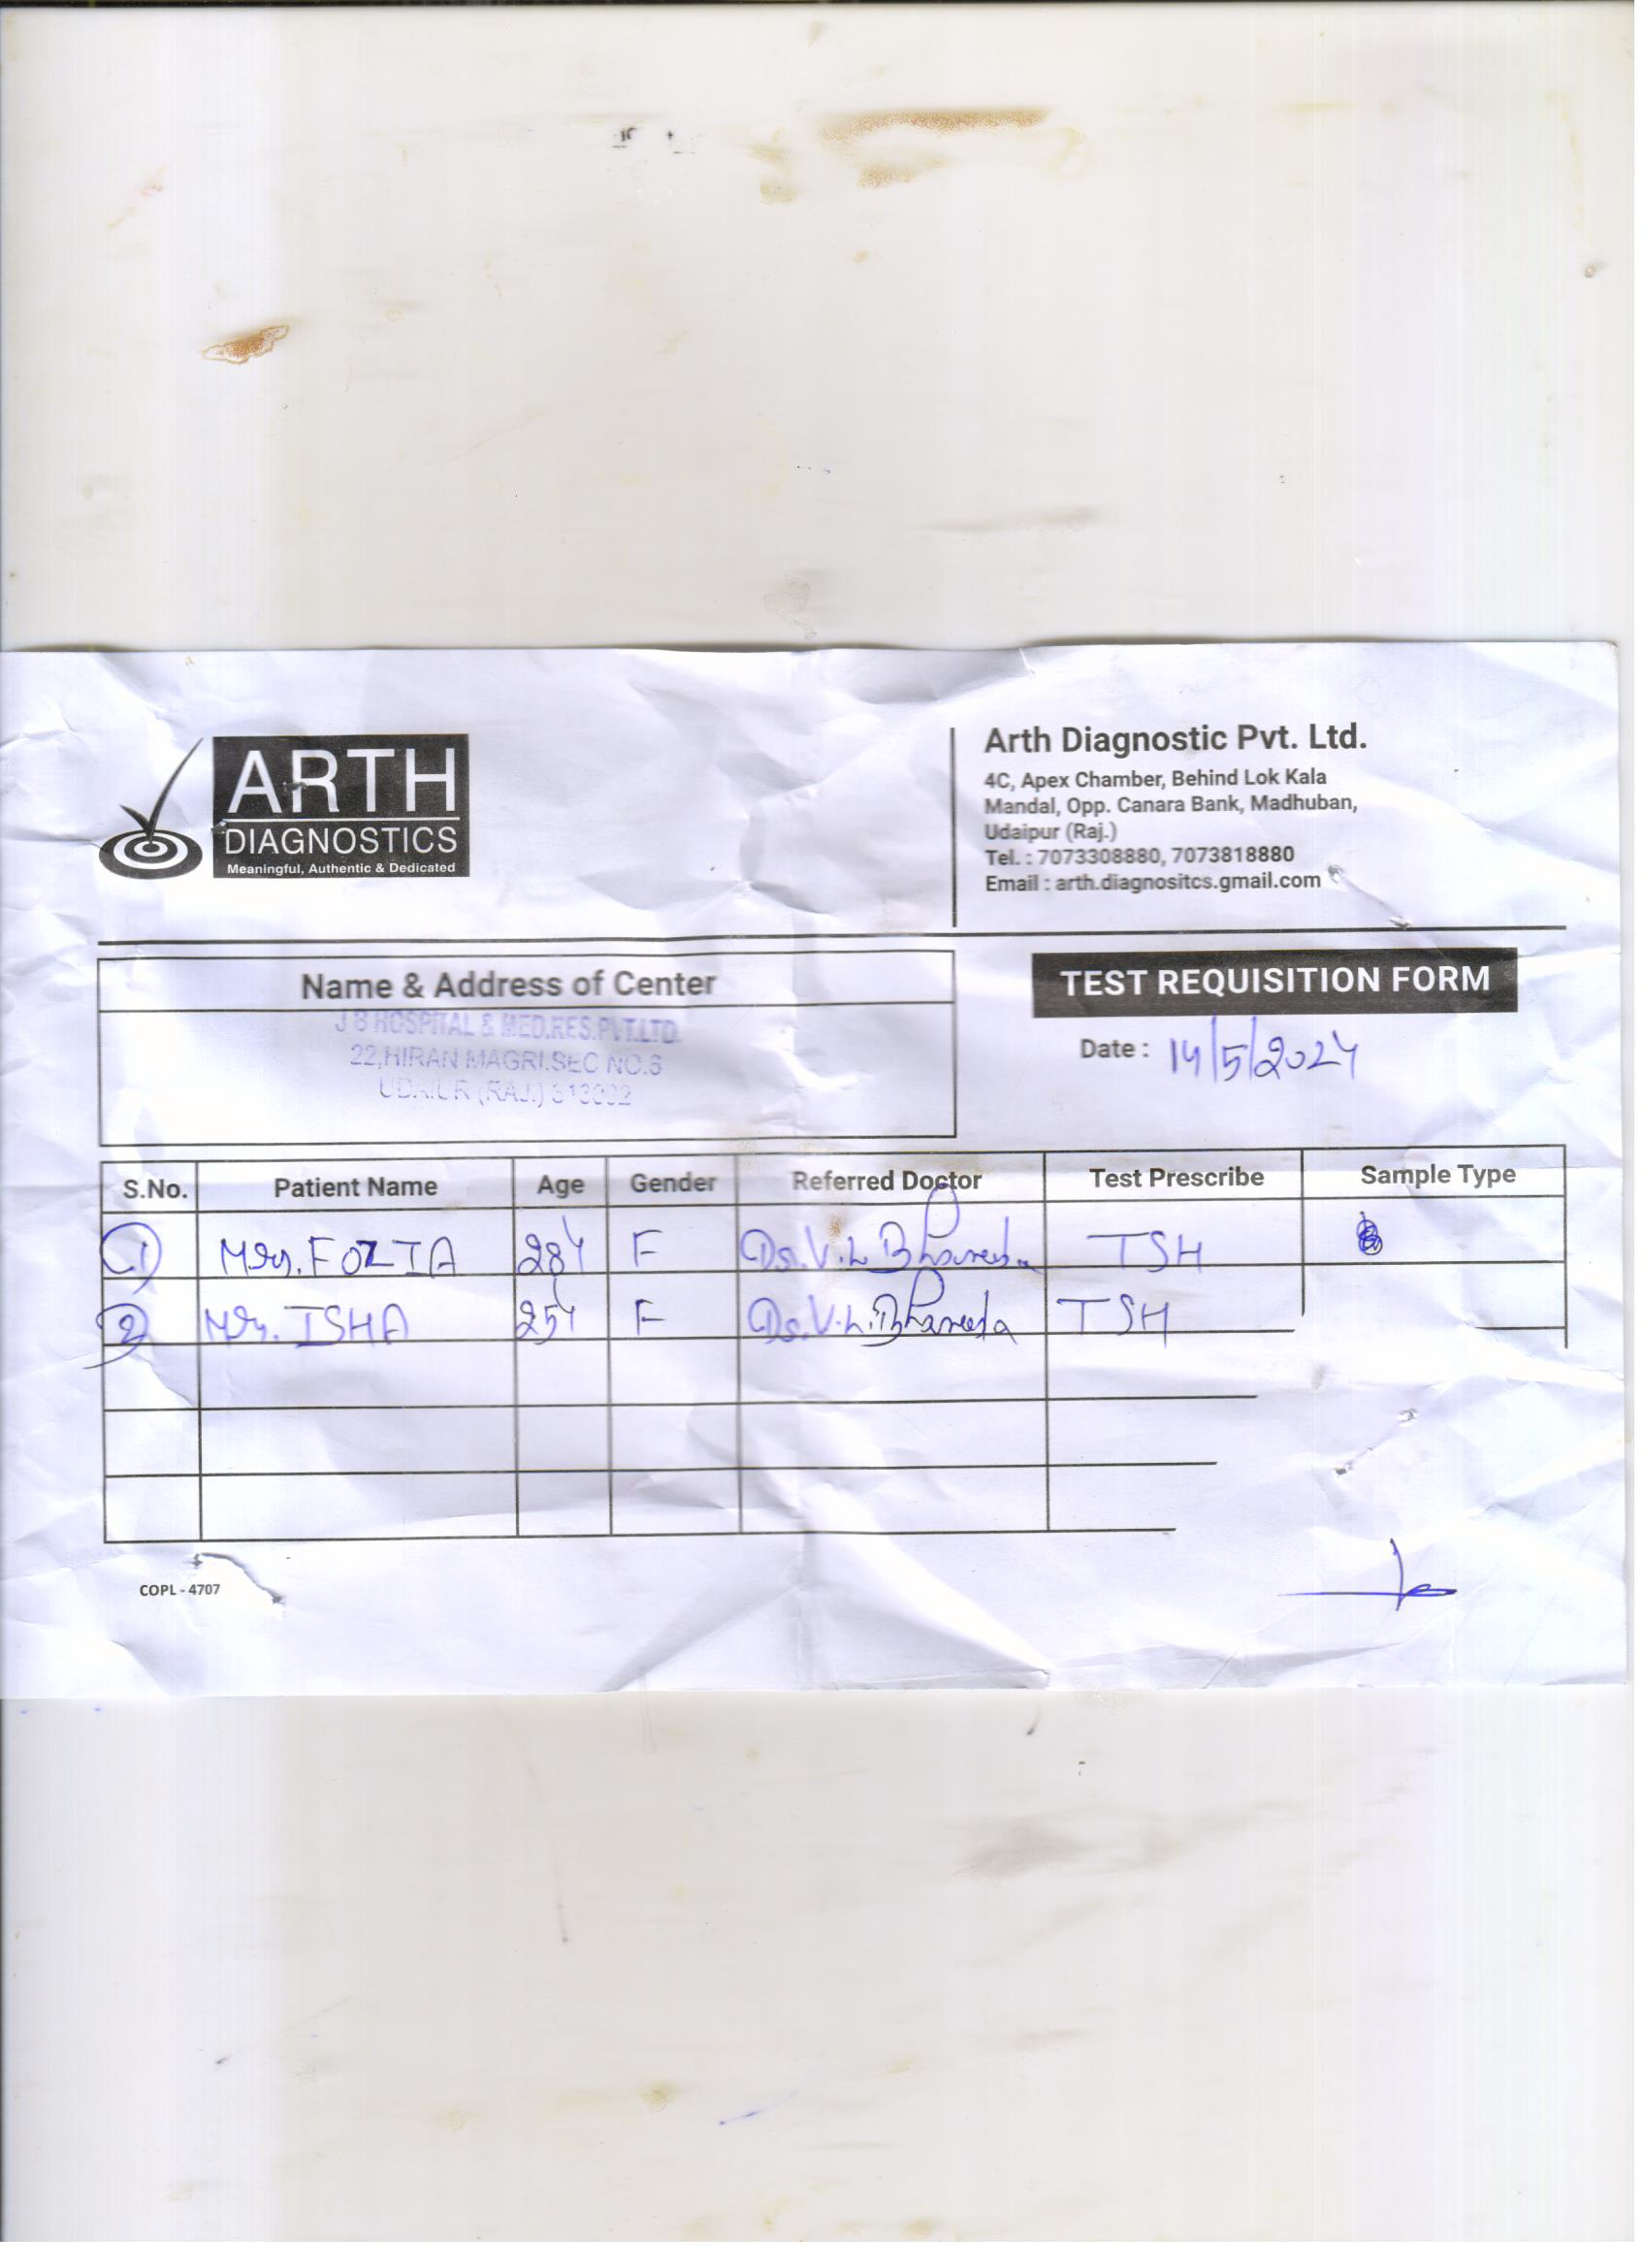 ARTH
DIAGNOSTICS
Meaningful, Authentic & Dedicated
Arth Diagnostic Pvt. Ltd.
4C, Apex Chamber, Behind Lok Kala
Mandal, Opp. Canara Bank, Madhuban,
Udaipur (Raj.)
Tel. : 7073308880, 7073818880
Email : arth.diagnositcs.gmail.com
Name & Address of Center
J B HOSPITAL & MED.RES.PVT.LTD.
22,HIRAN MAGRI.SEC NO.6
(RAJ.)
TEST REQUISITION FORM
Date : 14/5/2024
S.No. Patient Name Age Gender Referred Doctor Test Prescribe Sample Type
1) Mrs. FOZIA 28Y F Dr. V.L TSH
2) Mrs. ISHA 25Y F Dr. V.L. TSH
COPL - 4707